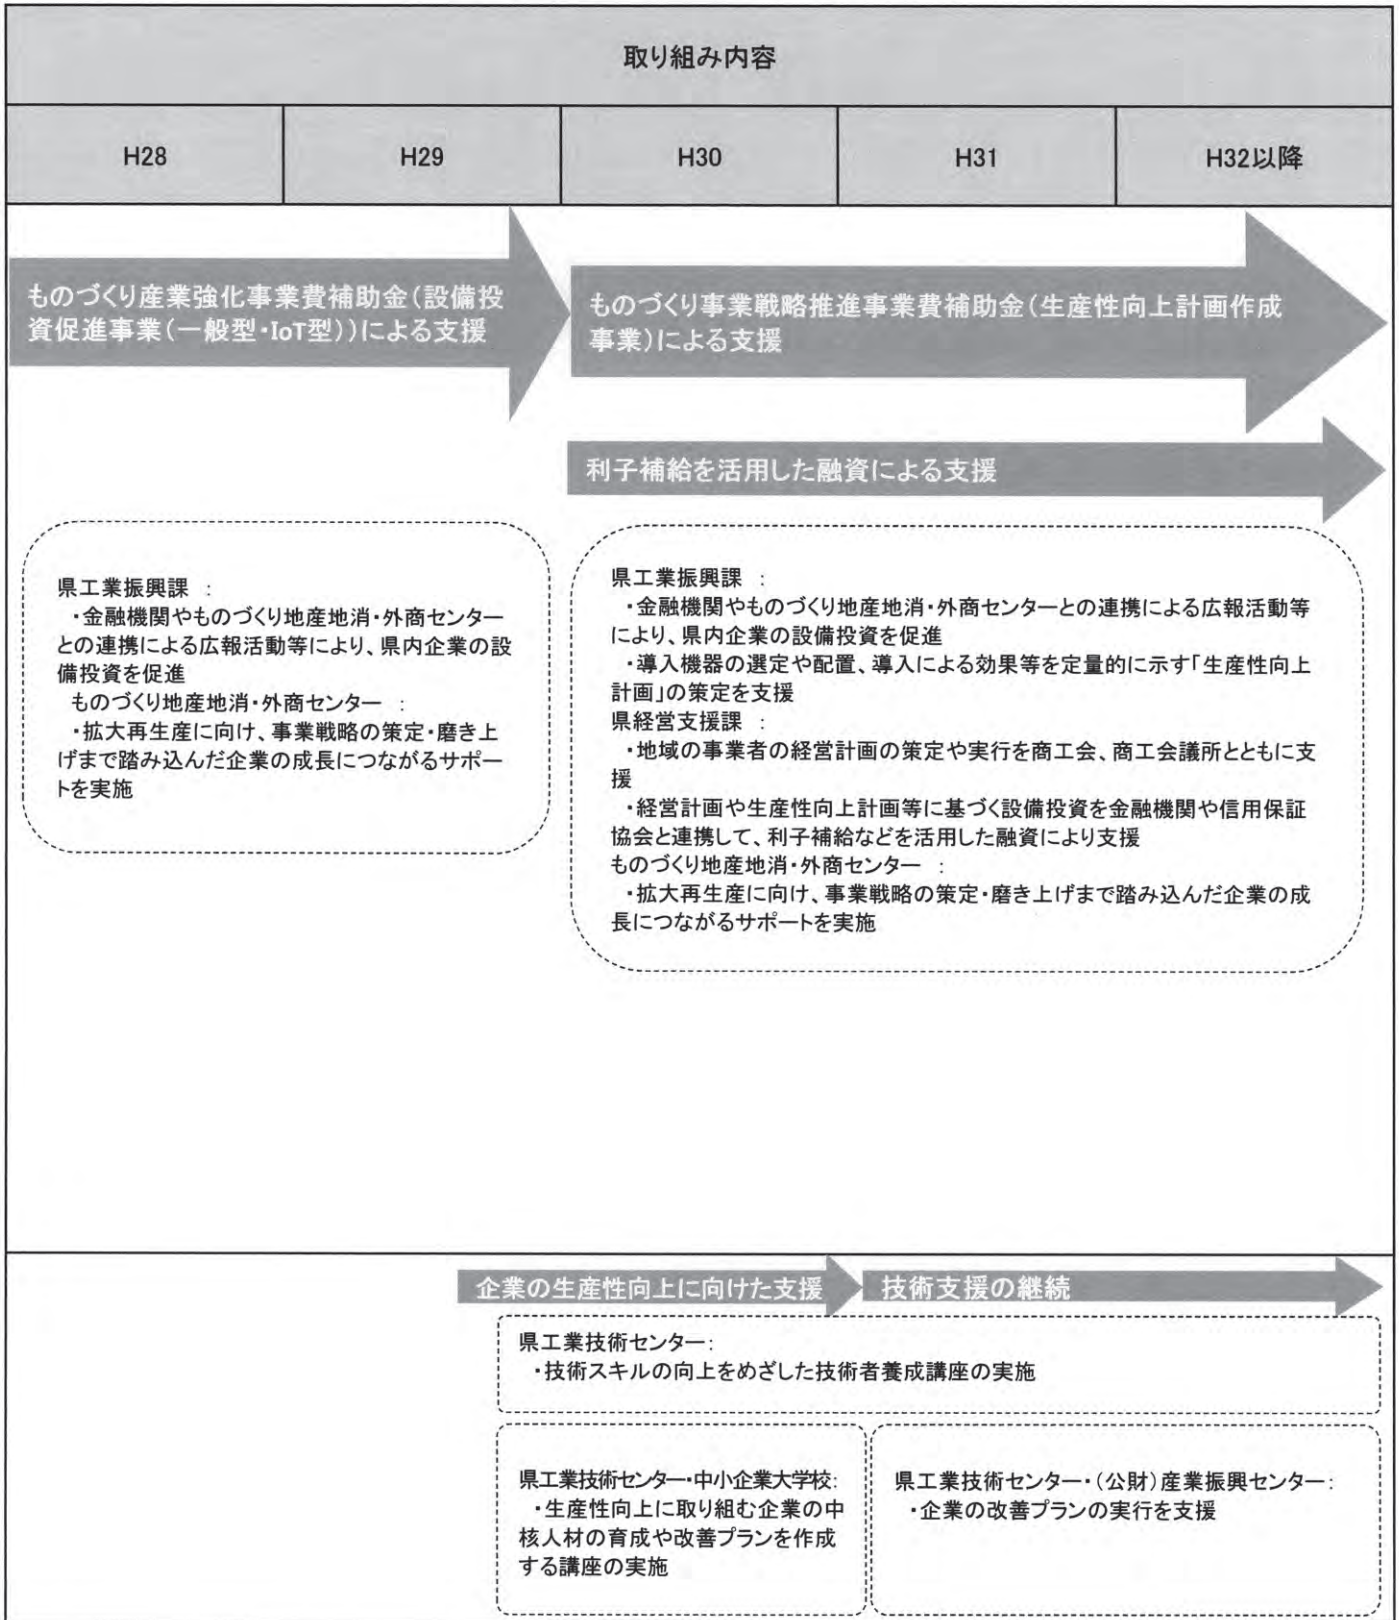 取り組み内容
H28
H29
H30
H31
H32以降
ものづくり産業強化事業費補助金(設備投
資促進事業(一般型・IoT型))による支援
ものづくり事業戦略推進事業費補助金(生産性向上計画作成
事業)による支援
利子補給を活用した融資による支援
県工業振興課 :
・金融機関やものづくり地産地消・外商センター
との連携による広報活動等により、県内企業の設
備投資を促進
ものづくり地産地消・外商センター :
・拡大再生産に向け、事業戦略の策定・磨き上
げまで踏み込んだ企業の成長につながるサポー
トを実施
県工業振興課 :
・金融機関やものづくり地産地消・外商センターとの連携による広報活動等
により、県内企業の設備投資を促進
・導入機器の選定や配置、導入による効果等を定量的に示す「生産性向上
計画」の策定を支援
県経営支援課 :
・地域の事業者の経営計画の策定や実行を商工会、商工会議所とともに支
援
・経営計画や生産性向上計画等に基づく設備投資を金融機関や信用保証
協会と連携して、利子補給などを活用した融資により支援
ものづくり地産地消・外商センター :
・拡大再生産に向け、事業戦略の策定・磨き上げまで踏み込んだ企業の成
長につながるサポートを実施
企業の生産性向上に向けた支援
技術支援の継続
県工業技術センター:
・技術スキルの向上をめざした技術者養成講座の実施
県工業技術センター・中小企業大学校:
・生産性向上に取り組む企業の中
核人材の育成や改善プランを作成
する講座の実施
県工業技術センター・(公財)産業振興センター:
・企業の改善プランの実行を支援